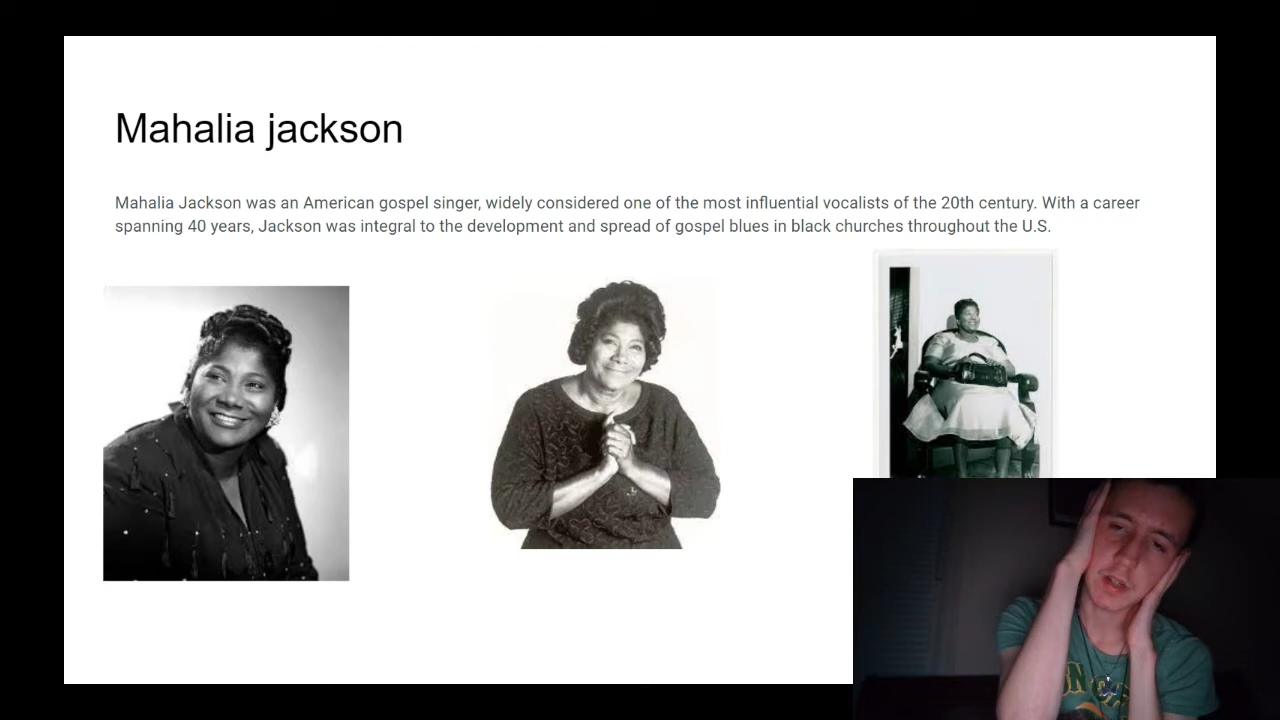 Mahalia jackson
Mahalia Jackson was an American gospel singer, widely considered one of the most influential vocalists of the 20th century. With a career
spanning 40 years, Jackson was integral to the development and spread of gospel blues in black churches throughout the U.S.